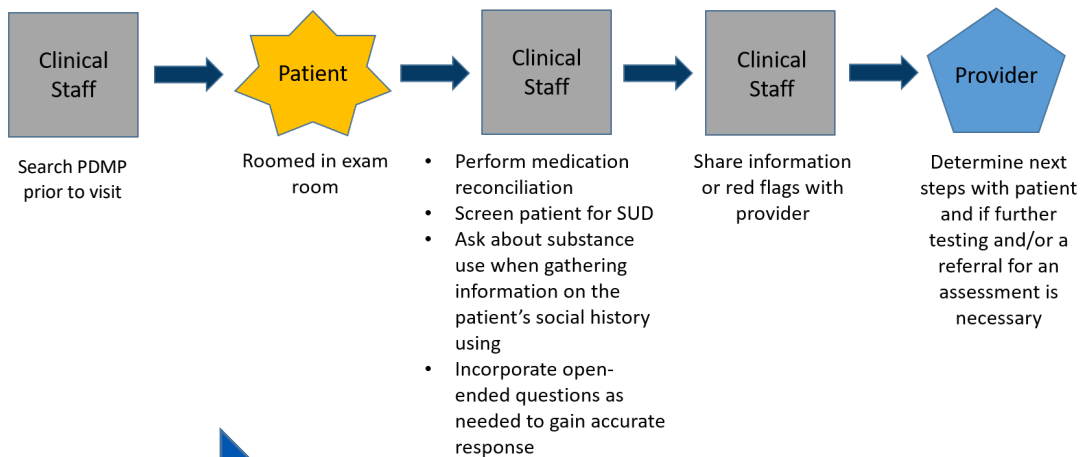 Clinical
Staff
Search PDMP
prior to visit
Patient
Roomed in exam
room
Clinical
Staff
• Perform medication
reconciliation
• Screen patient for SUD
• Ask about substance
use when gathering
information on the
patient's social history
using
• Incorporate open-
ended questions as
needed to gain accurate
response
Clinical
Staff
Share information
or red flags with
provider
Provider
Determine next
steps with patient
and if further
testing and/or a
referral for an
assessment is
necessary